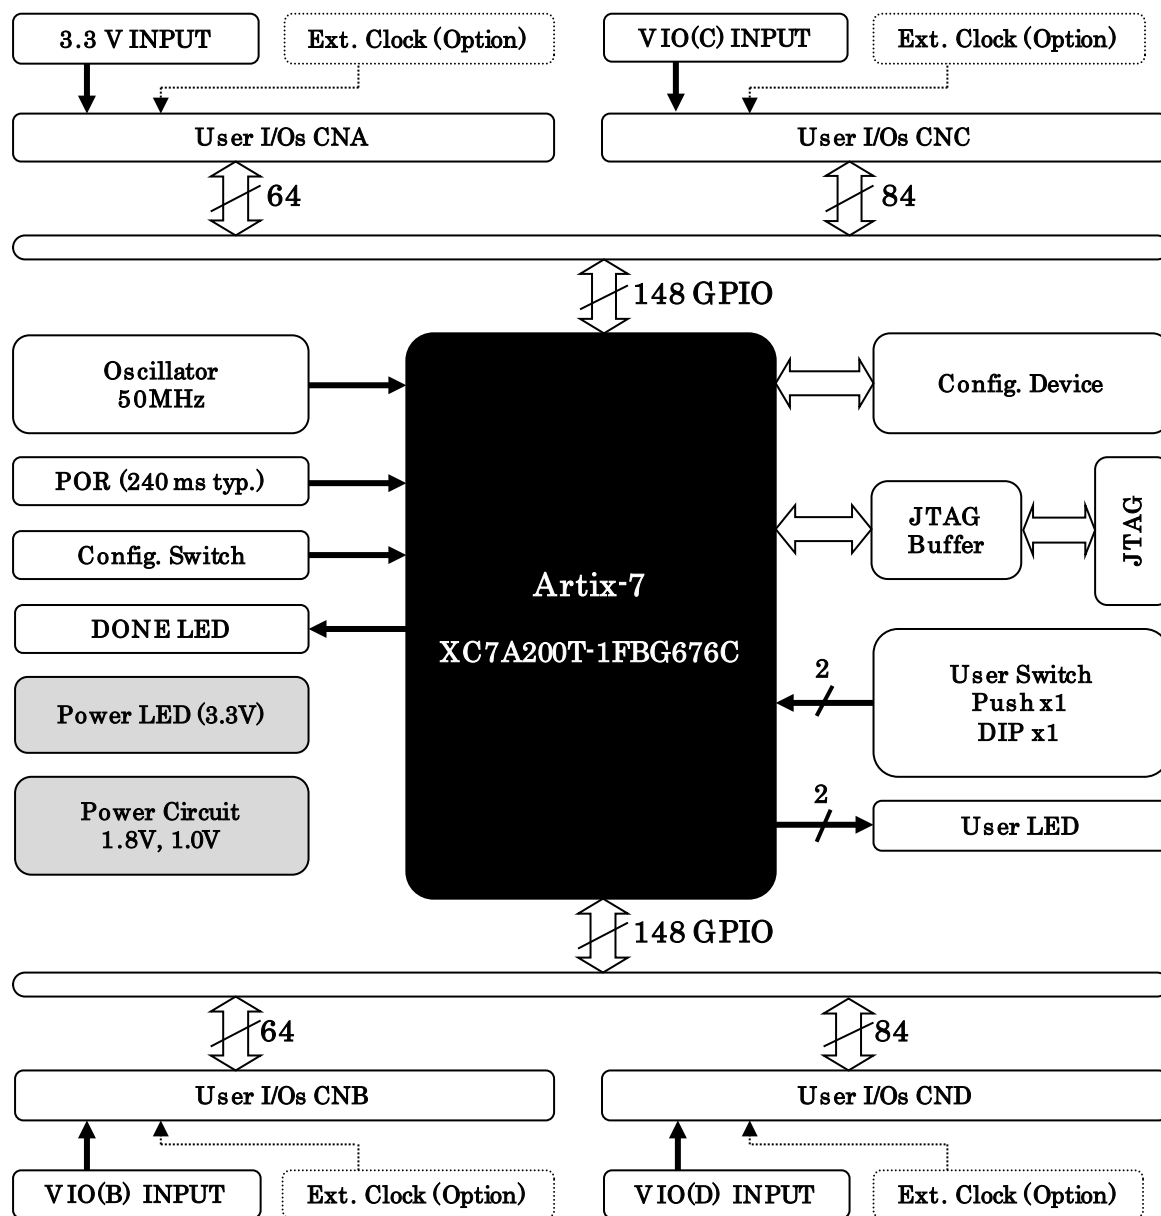 3.3 V INPUT
Ext. Clock (Option)
VIO(C) INPUT
Ext. Clock (Option)
User I/Os CNA
User I/Os CNC
64
84
148 GPIO
Oscillator
50MHz
Config. Device
POR (240 ms typ.)
JTAG
Buffer
JTAG
Config. Switch
Artix-7
DONE LED
XC7A200T-1FBG676C
2
User Switch
Push x1
DIP x1
Power LED (3.3V)
Power Circuit
1.8V, 1.0V
2
User LED
148 GPIO
64
84
User I/Os CNB
User I/Os CND
VIO(B) INPUT
Ext. Clock (Option)
VIO(D) INPUT
Ext. Clock (Option)